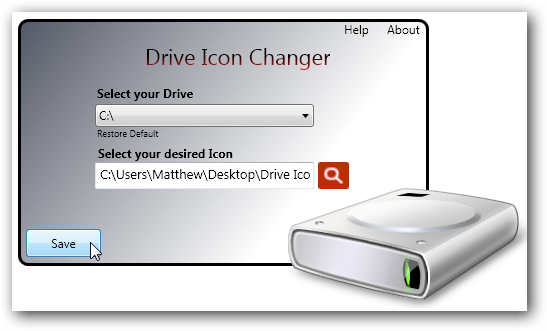 Help About
Drive Icon Changer
Select your Drive
C:\
Restore Default
Select your desired Icon
C:\Users\Matthew\Desktop\Drive Ico
Save